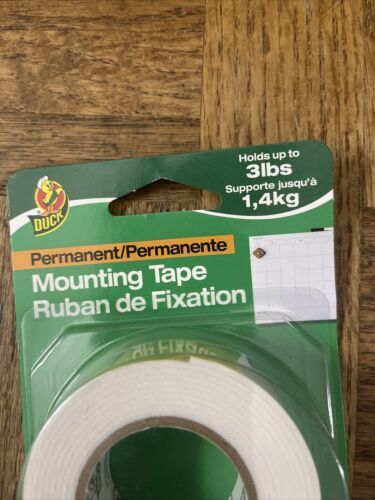 Holds up to
3lbs
Supporte jusqu'à
1,4kg
DUCK
Permanent/Permanente
Mounting Tape
Ruban de Fixation